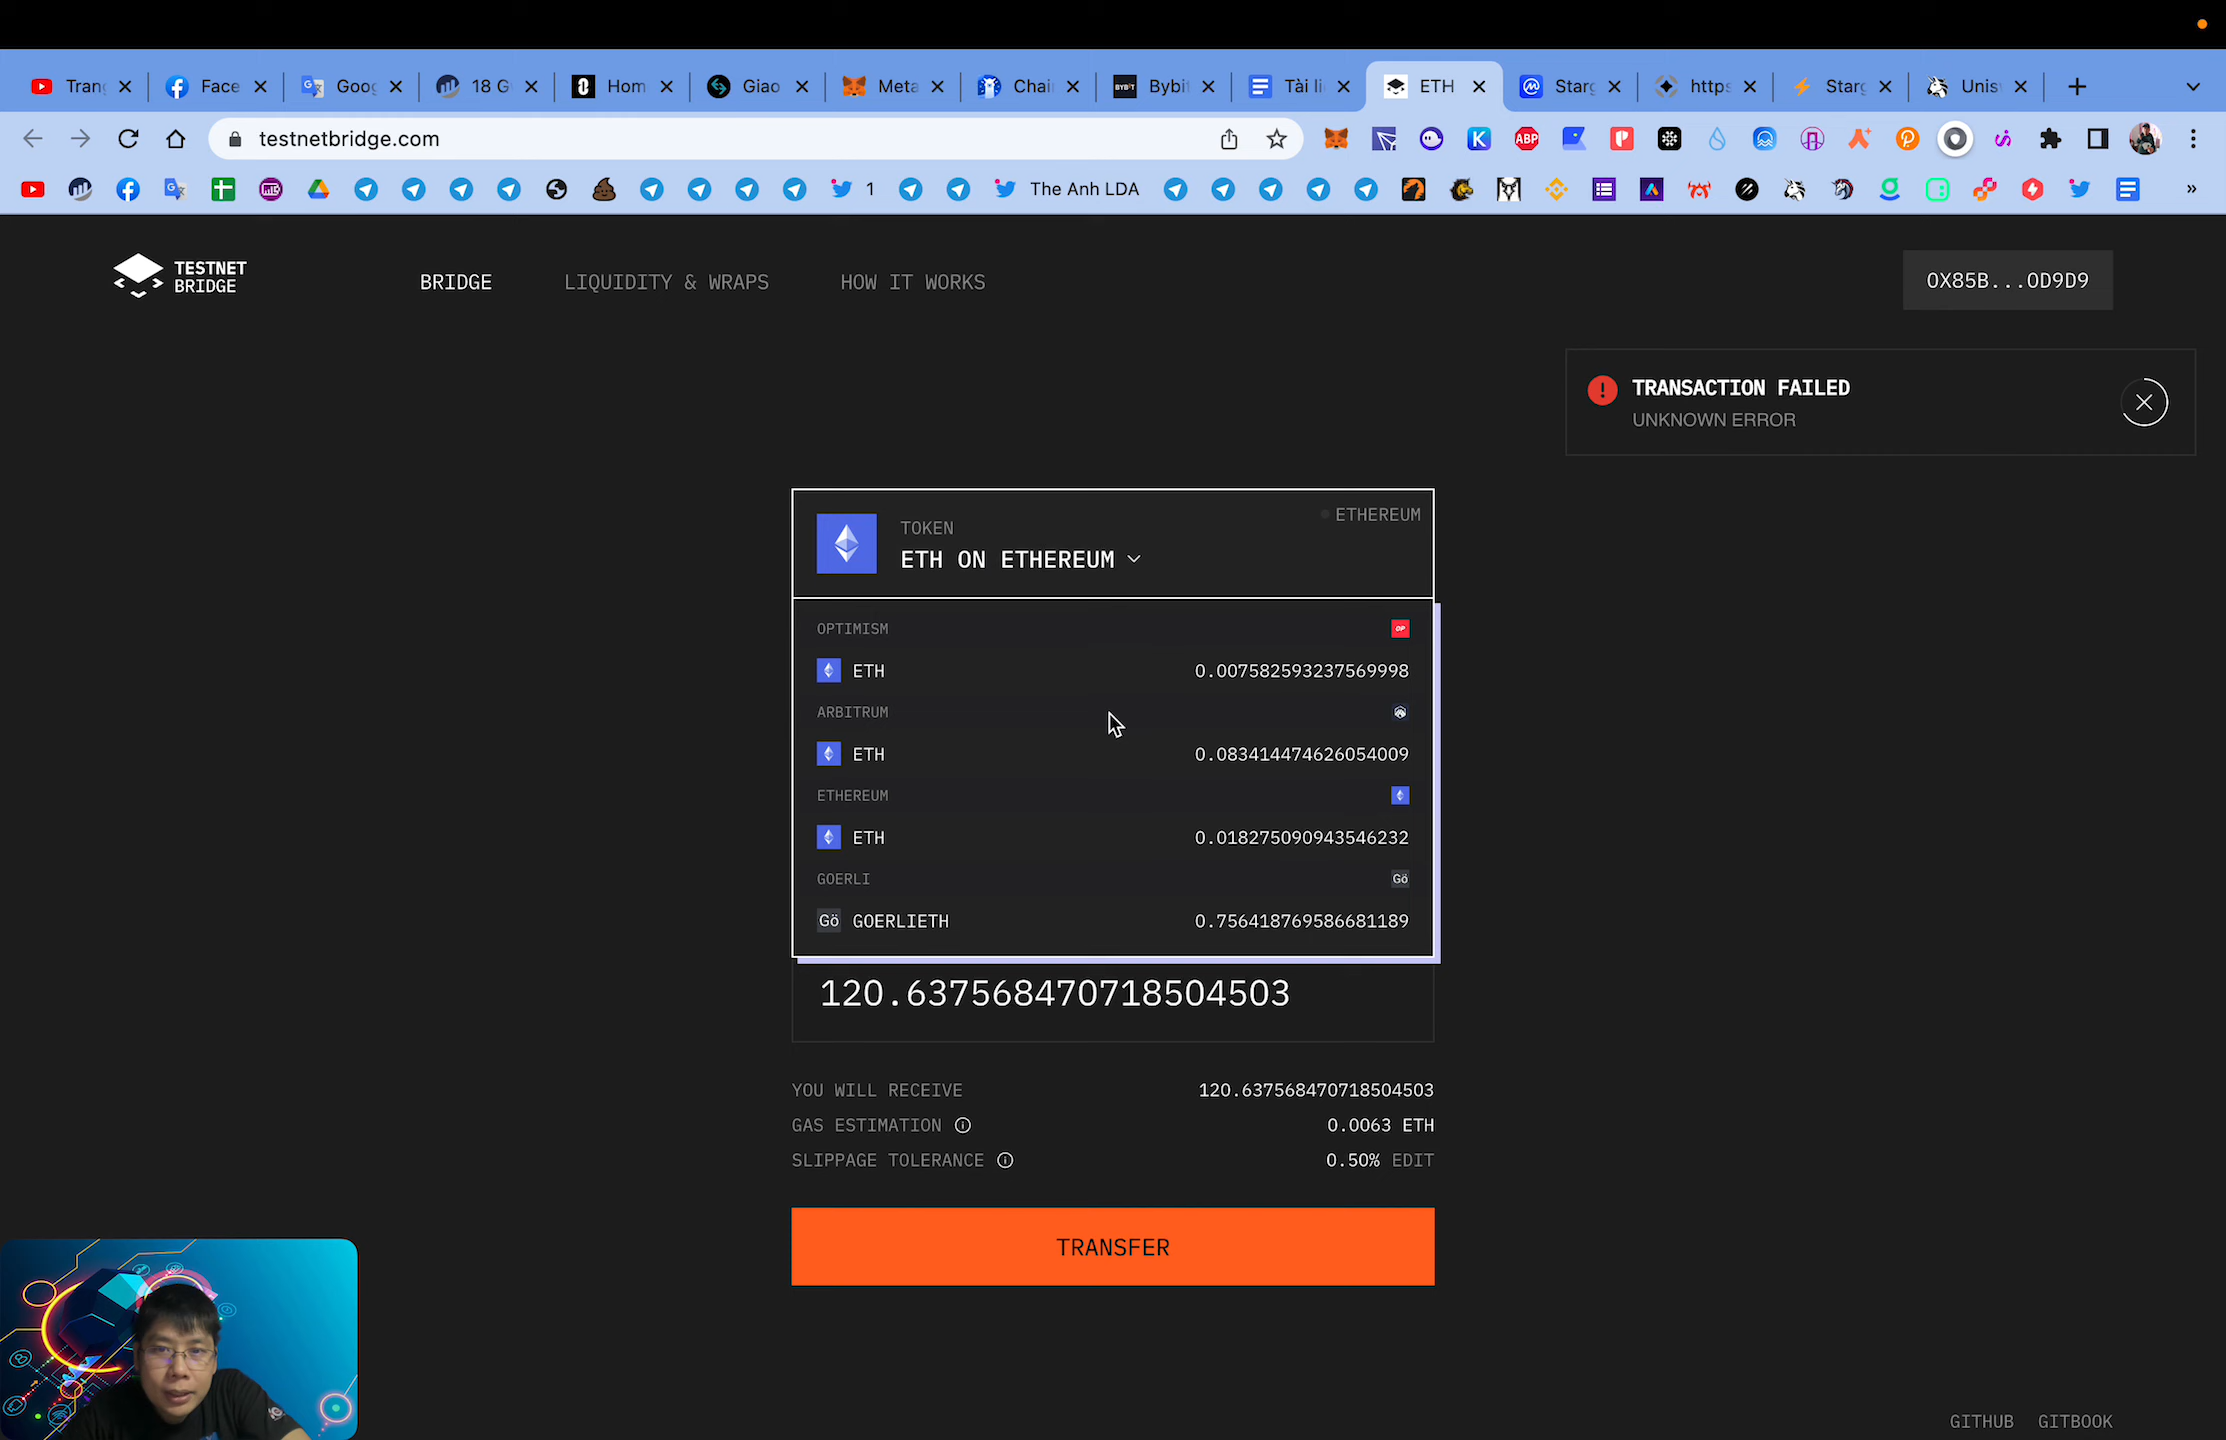 Tran
Face
Goog
18 G
Hom
Giao
Meta
Chai
BYBIT
Bybi
Tài li
ETH
Starg
https
Starg
Unis
testnetbridge.com
K
ABP
1
The Anh LDA
»
TESTNET
BRIDGE
BRIDGE
LIQUIDITY & WRAPS
HOW IT WORKS
0X85B...0D9D9
TRANSACTION FAILED
UNKNOWN ERROR
TOKEN
ETHEREUM
ETH ON ETHEREUM
OPTIMISM
OP
ETH
0.007582593237569998
ARBITRUM
ETH
0.083414474626054009
ETHEREUM
ETH
0.018275090943546232
GOERLI
Gö
Gö
GOERLIETH
0.756418769586681189
120.637568470718504503
YOU WILL RECEIVE
120.637568470718504503
GAS ESTIMATION
0.0063 ETH
SLIPPAGE TOLERANCE
0.50% EDIT
TRANSFER
GITHUB
GITBOOK